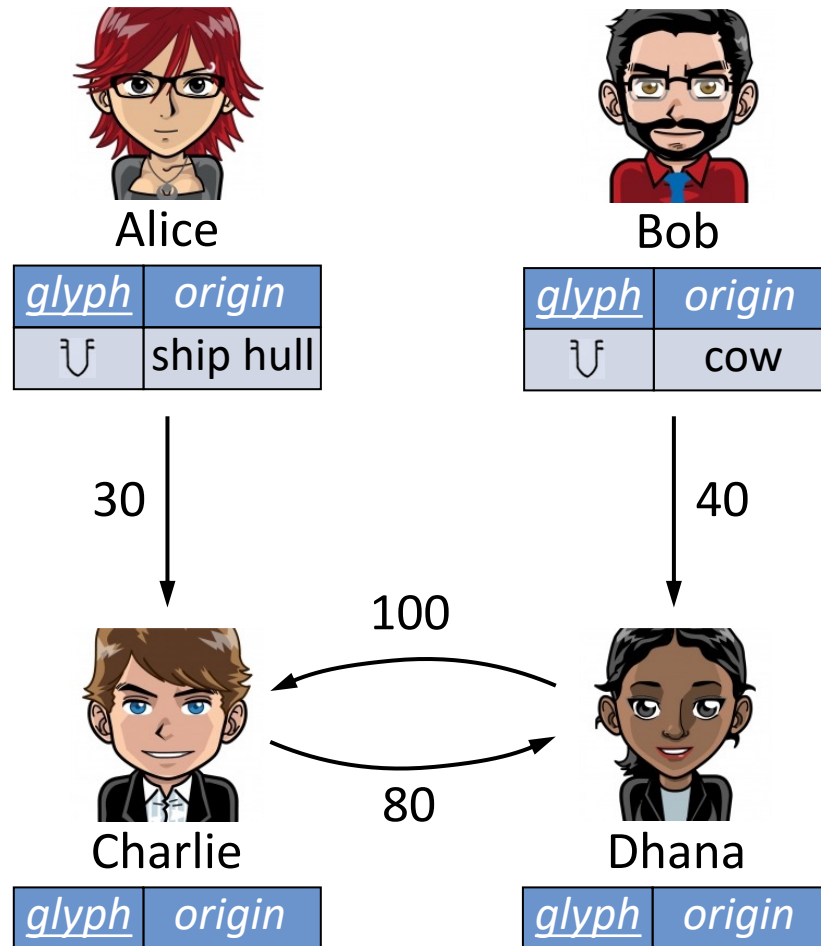 Alice
Bob
glyph origin
glyph origin
ship hull
cow
30
40
100
80
Charlie
Dhana
glyph origin
glyph origin